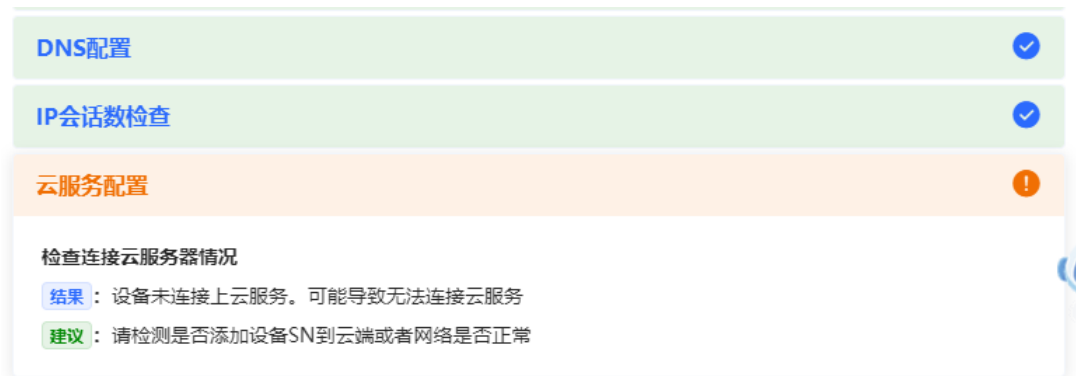 DNS配置
IP会话数检查
云服务配置
检查连接云服务器情况
结果：设备未连接上云服务。可能导致无法连接云服务
建议：请检测是否添加设备SN到云端或者网络是否正常